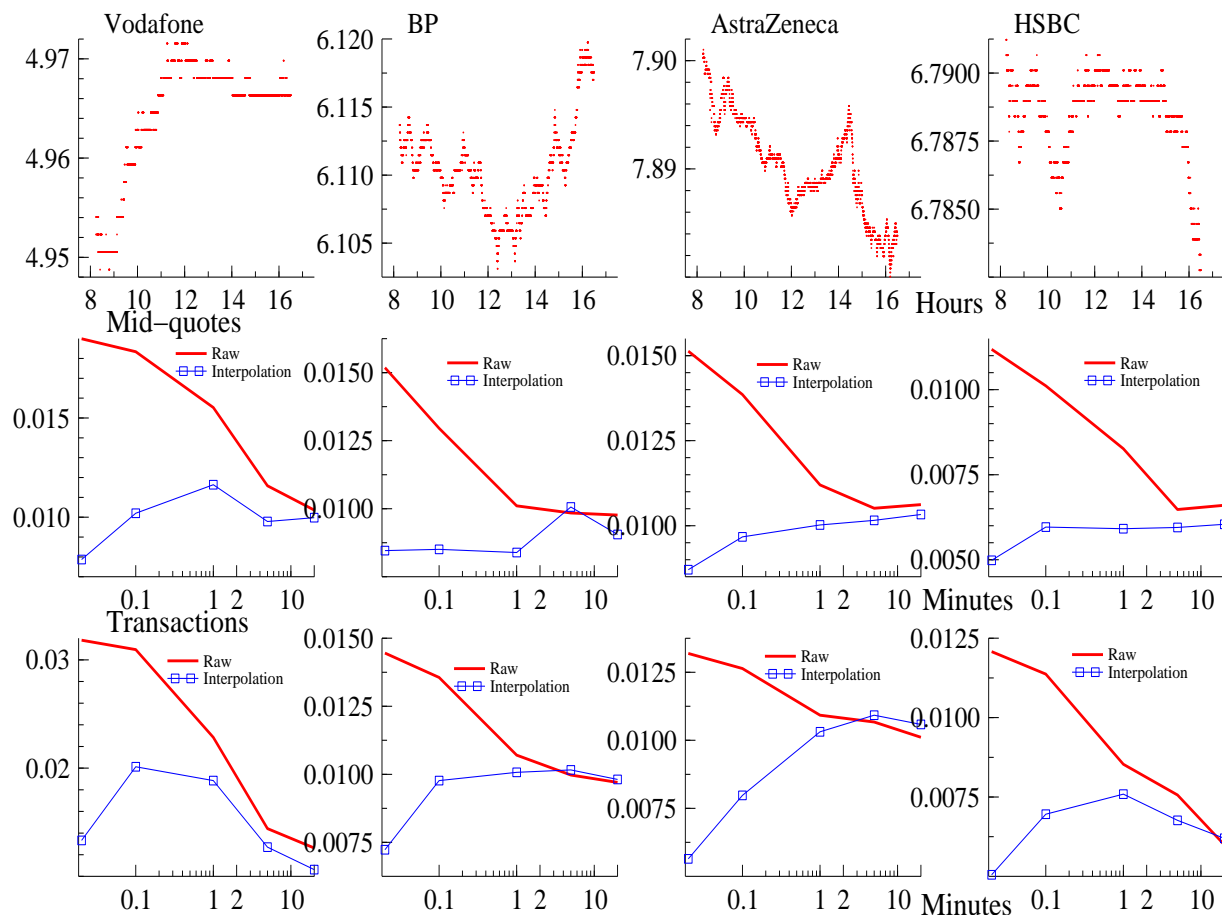 Vodafone
BP
AstraZeneca
HSBC
4.97
4.96
4.95
8 10 12 14 16
6.120
6.115
6.110
6.105
8 10 12 14 16
7.90
7.89
8 10 12 14 16
6.7900
6.7875
6.7850
8 10 12 14 16
Hours
Mid−quotes
0.015
0.010
Raw
Interpolation
0.1 1 2 10
0.0150
0.0125
0.0100
Raw
Interpolation
0.1 1 2 10
0.0150
0.0125
0.0100
Raw
Interpolation
0.1 1 2 10
0.0100
0.0075
0.0050
Raw
Interpolation
0.1 1 2 10
Minutes
Transactions
0.03
0.02
Raw
Interpolation
0.1 1 2 10
0.0150
0.0125
0.0100
0.0075
Raw
Interpolation
0.1 1 2 10
0.0125
0.0100
0.0075
Raw
Interpolation
0.1 1 2 10
0.0125
0.0100
0.0075
Raw
Interpolation
0.1 1 2 10
Minutes